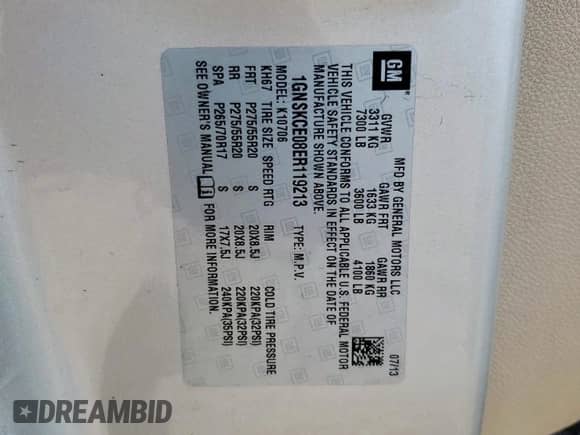 GM
MFD BY GENERAL MOTORS LLC 07/13
GVWR GAWR FRT GAWR RR
3311 KG 1633 KG 1860 KG
7300 LB 3600 LB 4100 LB
THIS VEHICLE CONFORMS TO ALL APPLICABLE U.S. FEDERAL MOTOR
VEHICLE SAFETY STANDARDS IN EFFECT ON THE DATE OF
MANUFACTURE SHOWN ABOVE.
1GNSKCE08ER119213 TYPE: M.P.V.
MODEL: K10706
KH67 TIRE SIZE SPEED RTG RIM COLD TIRE PRESSURE
FRT P275/55R20 S 20X8.5J 220KPA(32PSI)
RR P275/55R20 S 20X8.5J 220KPA(32PSI)
SPA P265/70R17 S 17X7.5J 240KPA(35PSI)
SEE OWNER'S MANUAL FOR MORE INFORMATION.
DREAMBID